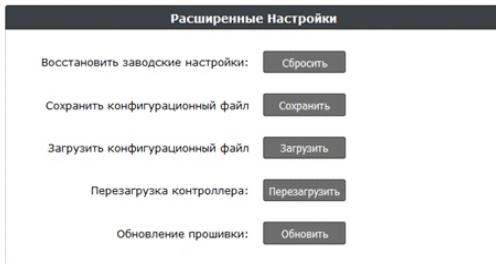 Расширенные Настройки
Восстановить заводские настройки: Сбросить
Сохранить конфигурационный файл Сохранить
Загрузить конфигурационный файл Загрузить
Перезагрузка контроллера: Перезагрузить
Обновление прошивки: Обновить